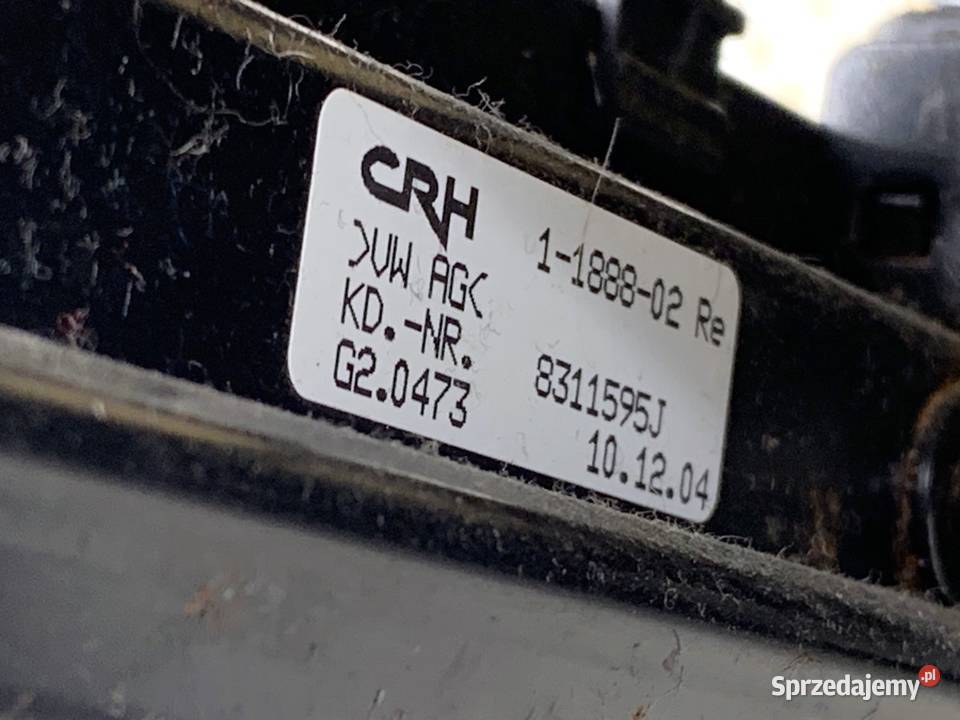 CRH 1-1888-02 Re
>VW AG<
KD.-NR. 8311595J
G2.0473 10.12.04
Sprzedajemy.pl